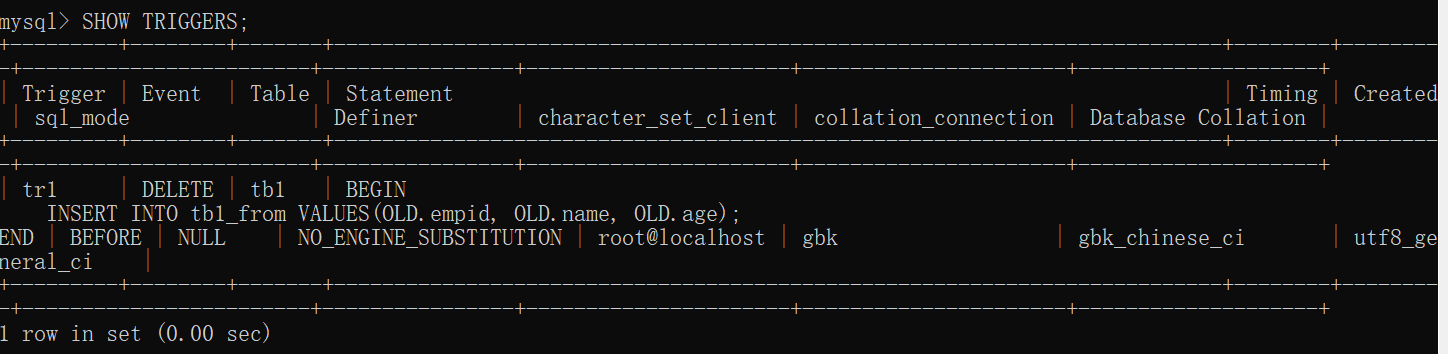 mysql> SHOW TRIGGERS;
+---------+--------+-------+--------------------------------------------------------------------------+--------+--------
-+------------------------+----------------+----------------------+----------------------+--------------------+
| Trigger | Event  | Table | Statement                                                                | Timing | Created
 | sql_mode               | Definer        | character_set_client | collation_connection | Database Collation |
+---------+--------+-------+--------------------------------------------------------------------------+--------+--------
-+------------------------+----------------+----------------------+----------------------+--------------------+
| tr1     | DELETE | tb1   | BEGIN
    INSERT INTO tb1_from VALUES(OLD.empid, OLD.name, OLD.age);
END | BEFORE | NULL    | NO_ENGINE_SUBSTITUTION | root@localhost | gbk                  | gbk_chinese_ci       | utf8_ge
neral_ci    |
+---------+--------+-------+--------------------------------------------------------------------------+--------+--------
-+------------------------+----------------+----------------------+----------------------+--------------------+
1 row in set (0.00 sec)